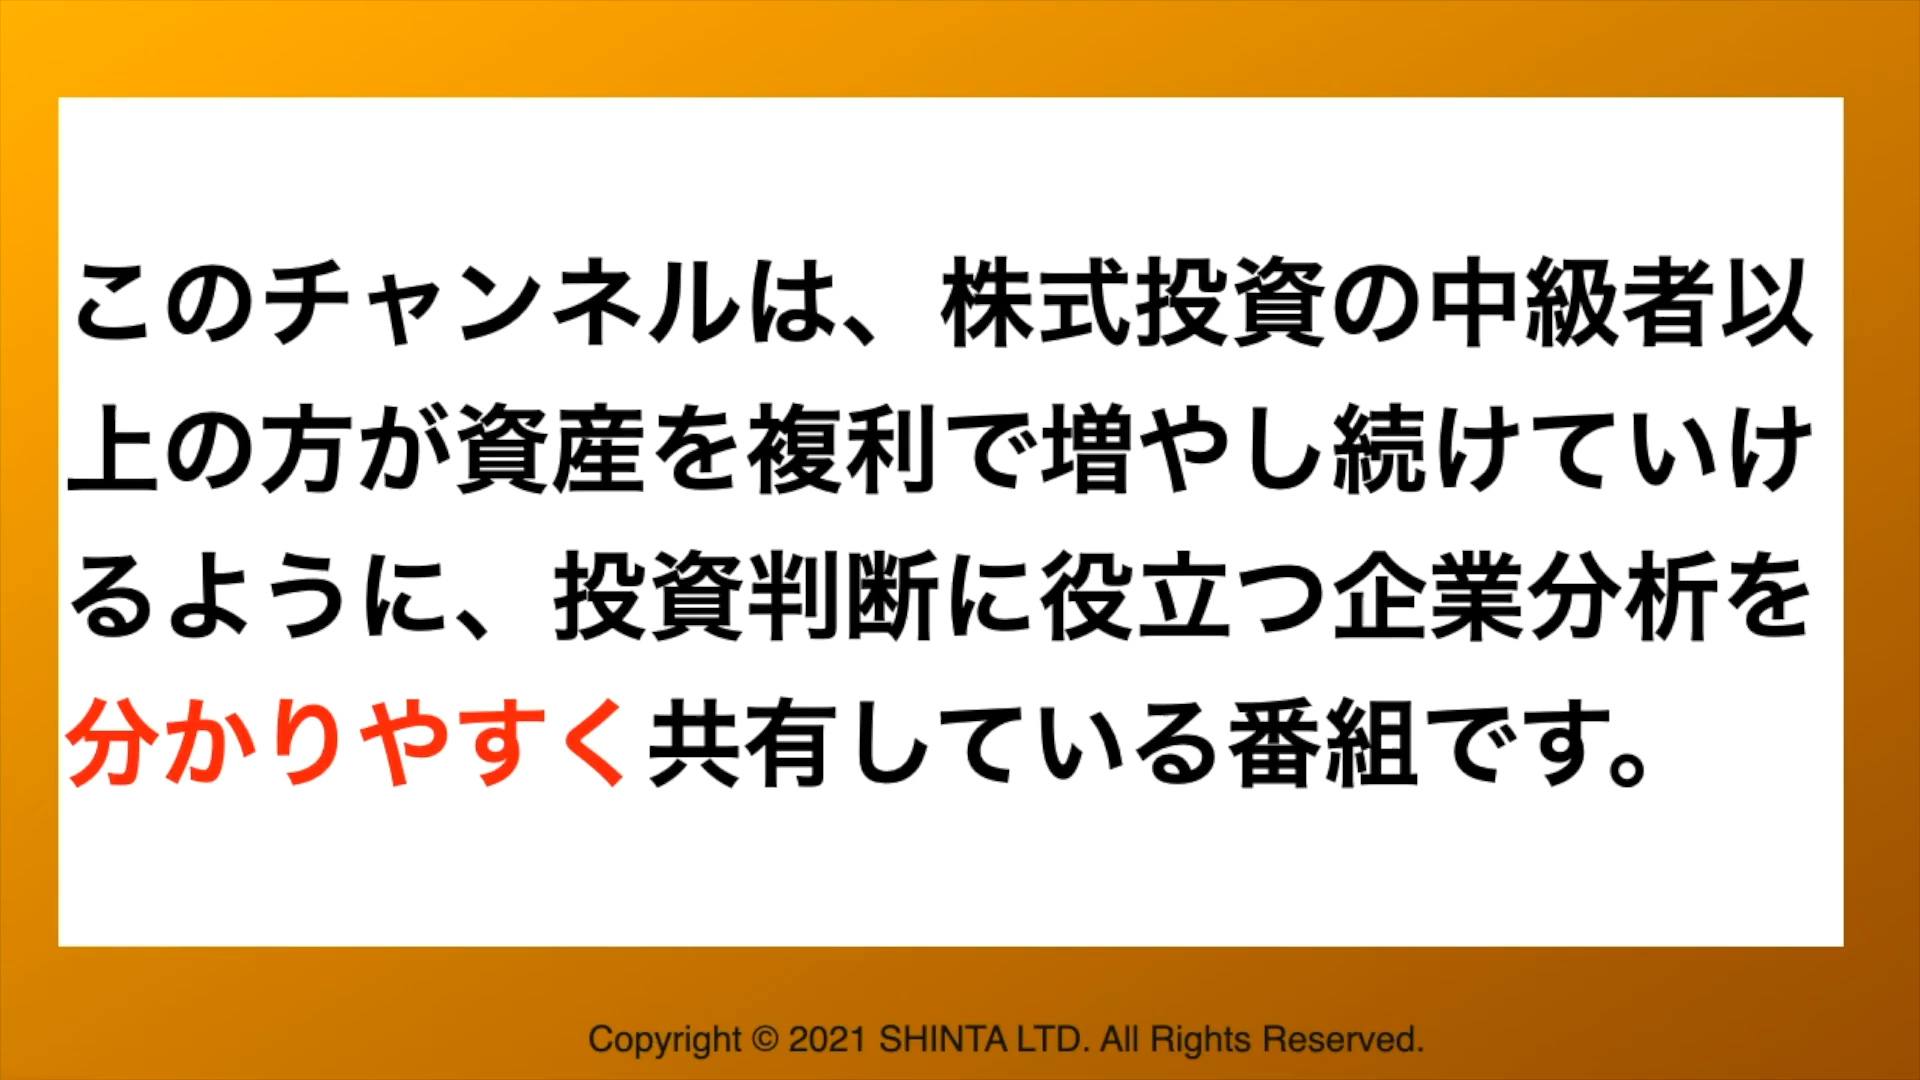 このチャンネルは、株式投資の中級者以
上の方が資産を複利で増やし続けていけ
るように、投資判断に役立つ企業分析を
分かりやすく共有している番組です。
Copyright © 2021 SHINTA LTD. All Rights Reserved.